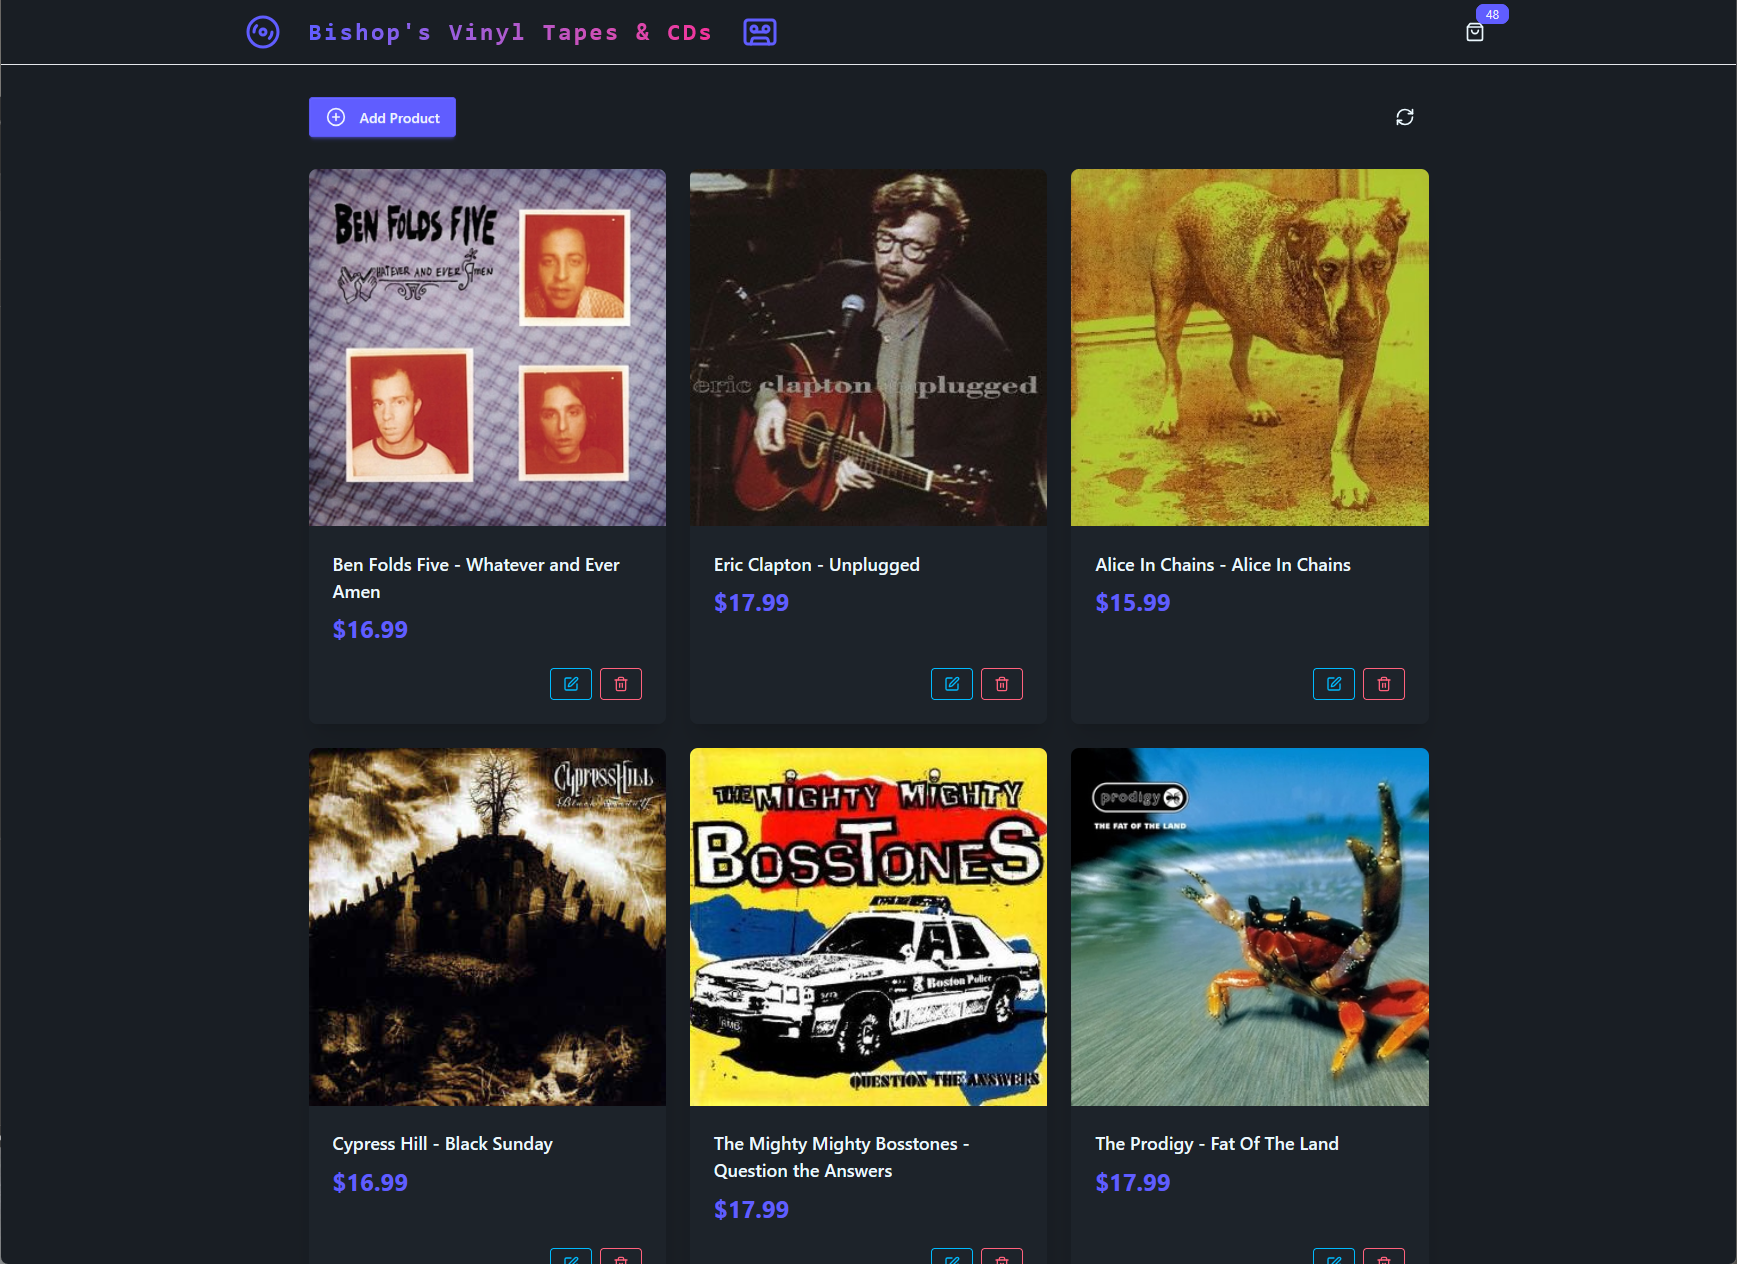 Bishop's Vinyl Tapes & CDs
48
Add Product
BEN FOLDS FIVE
WHATEVER AND EVER AMEN
eric clapton unplugged
Ben Folds Five - Whatever and Ever
Amen
$16.99
Eric Clapton - Unplugged
$17.99
Alice In Chains - Alice In Chains
$15.99
CYPRESS HILL
Black Sunday
THE MIGHTY MIGHTY
BOSSTONES
Boston Police
QUESTION THE ANSWERS
prodigy
THE FAT OF THE LAND
Cypress Hill - Black Sunday
$16.99
The Mighty Mighty Bosstones -
Question the Answers
$17.99
The Prodigy - Fat Of The Land
$17.99